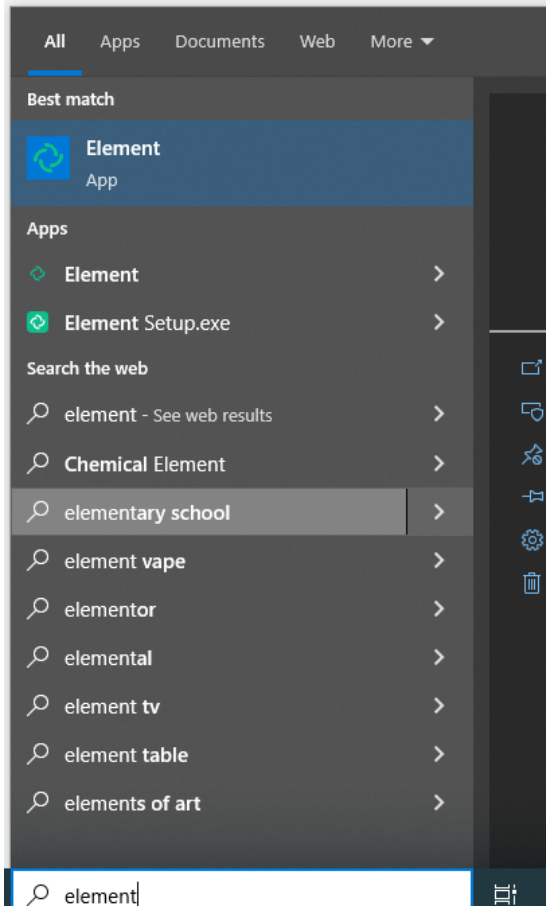 All Apps Documents Web More
Best match
Element
App
Apps
Element
Element Setup.exe
Search the web
element - See web results
Chemical Element
elementary school
element vape
elementor
elemental
element tv
element table
elements of art
element